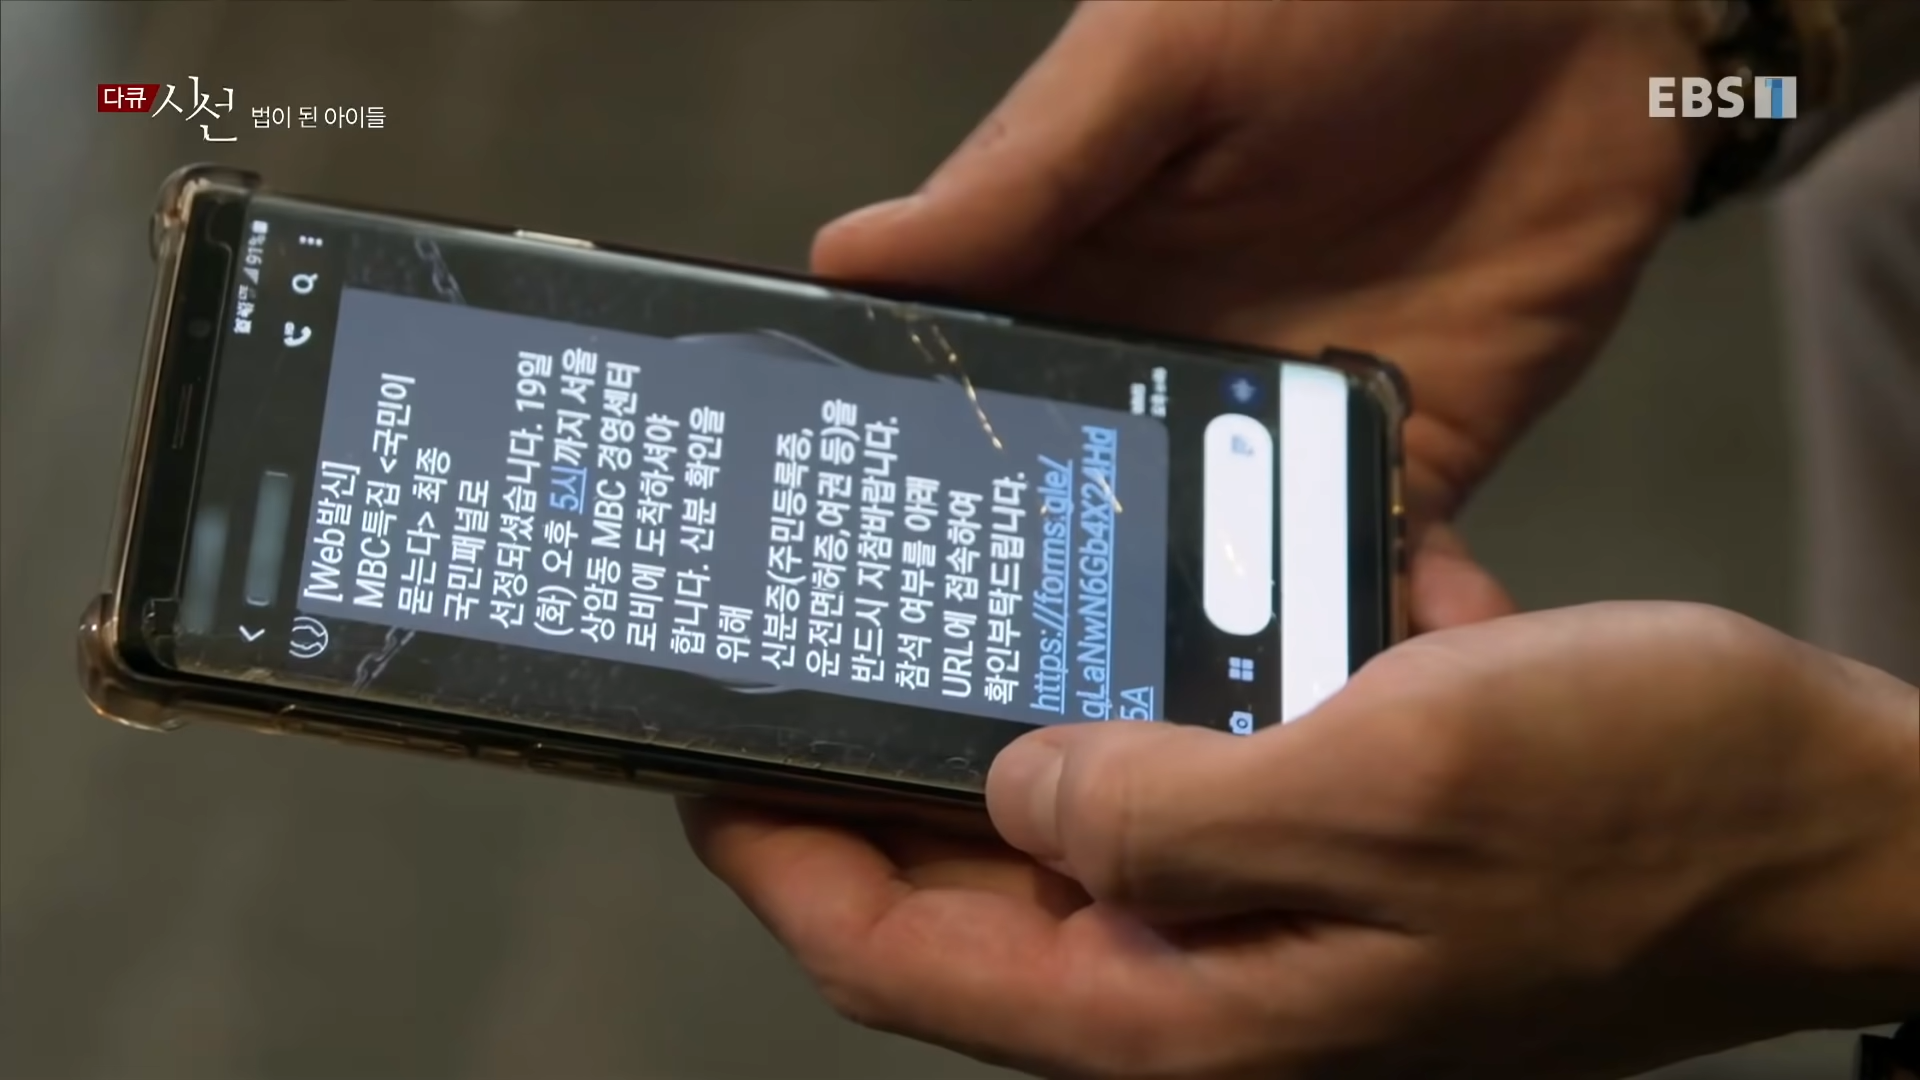 다큐 시선 법이 된 아이들
EBS 1
91%
[Web발신]
MBC특집 <국민이
묻는다> 최종
국민패널로
선정되셨습니다. 19일
(화) 오후 5시까지 서울
상암동 MBC 경영센터
로비에 도착하셔야
합니다. 신분 확인을
위해
신분증(주민등록증,
운전면허증,여권 등)을
반드시 지참바랍니다.
참석 여부를 아래
URL에 접속하여
확인부탁드립니다.
https://forms.gle/
qLaNwN6Gb4X24Hd
5A